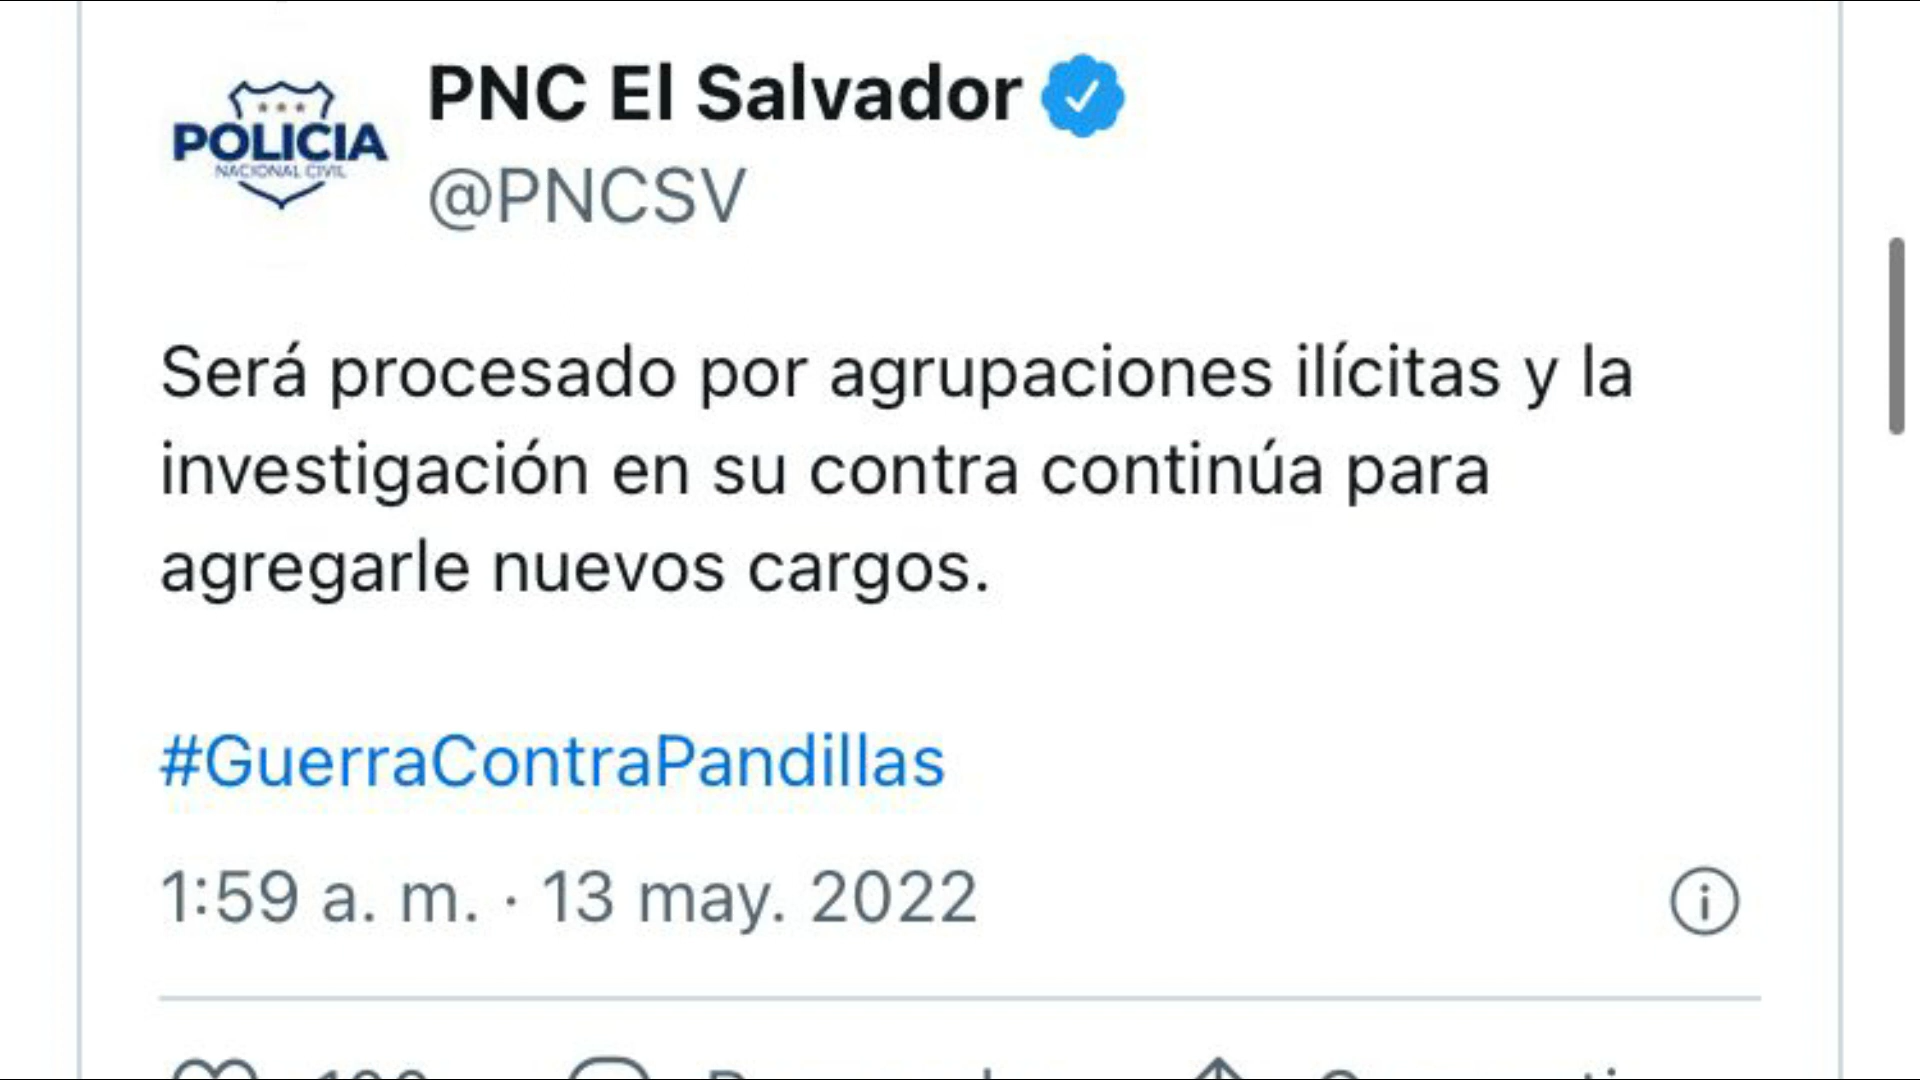 POLICIA
NACIONAL CIVIL
PNC El Salvador
@PNCSV
Será procesado por agrupaciones ilícitas y la
investigación en su contra continúa para
agregarle nuevos cargos.
#GuerraContraPandillas
1:59 a. m. · 13 may. 2022